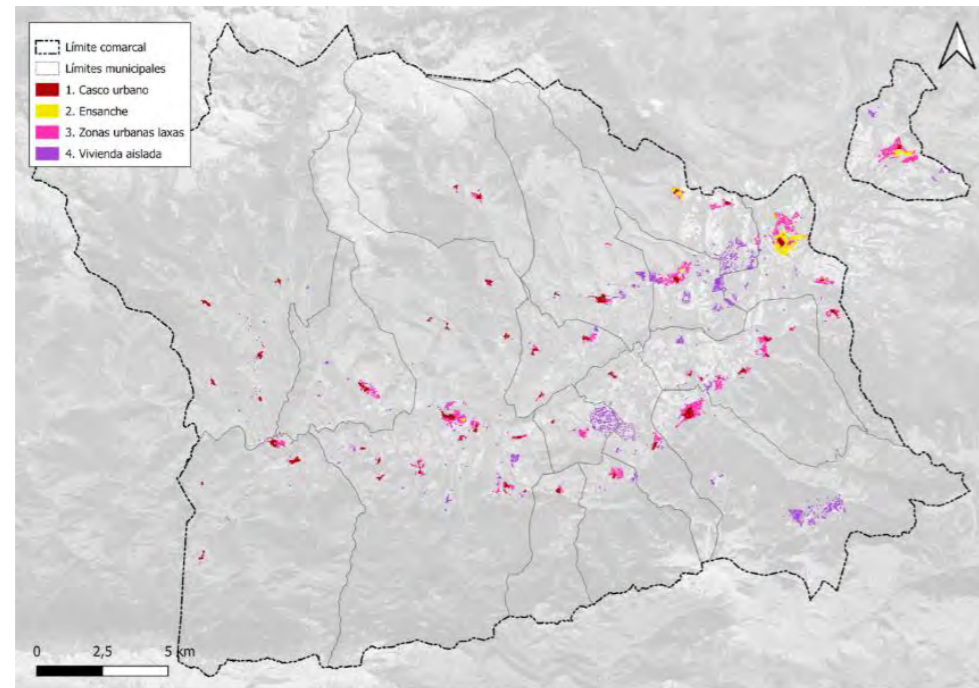 Límite comarcal
Límites municipales
1. Casco urbano
2. Ensanche
3. Zonas urbanas laxas
4. Vivienda aislada
0 2,5 5 km